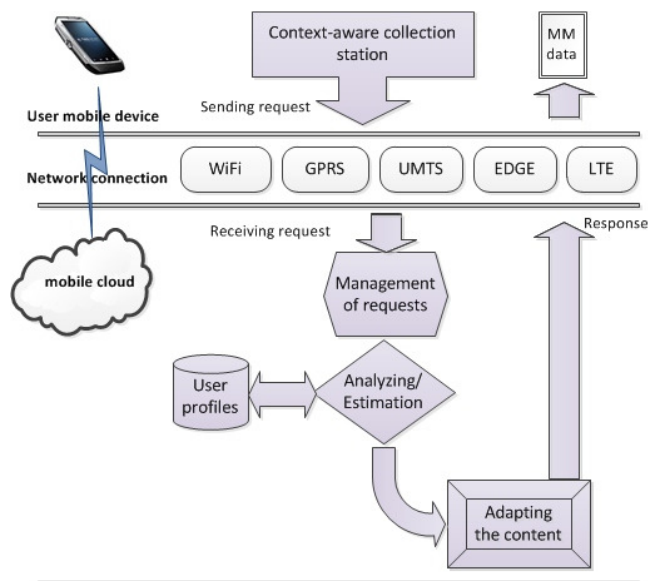 Context-aware collection
station
MM
data
Sending request
User mobile device
WiFi
GPRS
UMTS
EDGE
LTE
Network connection
Receiving request
Response
mobile cloud
Management
of requests
User
profiles
Analyzing/
Estimation
Adapting
the content